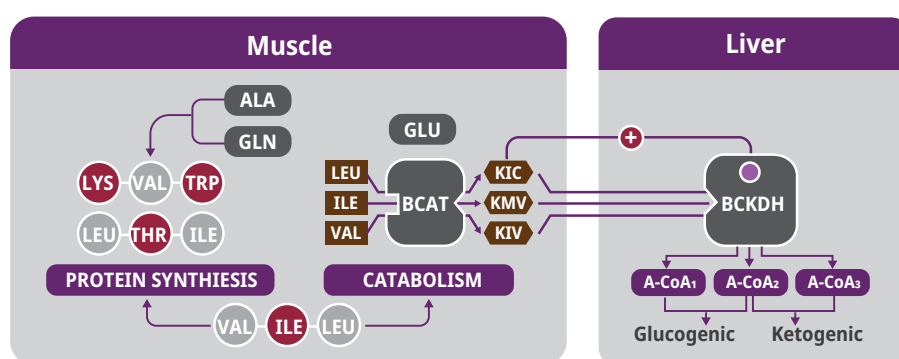 Muscle
Liver
ALA
GLN
GLU
LYS VAL TRP
LEU THR ILE
LEU
ILE
VAL
BCAT
KIC
KMV
KIV
+
BCKDH
PROTEIN SYNTHIESIS
CATABOLISM
VAL ILE LEU
A-CoA₁ A-CoA₂ A-CoA₃
Glucogenic Ketogenic